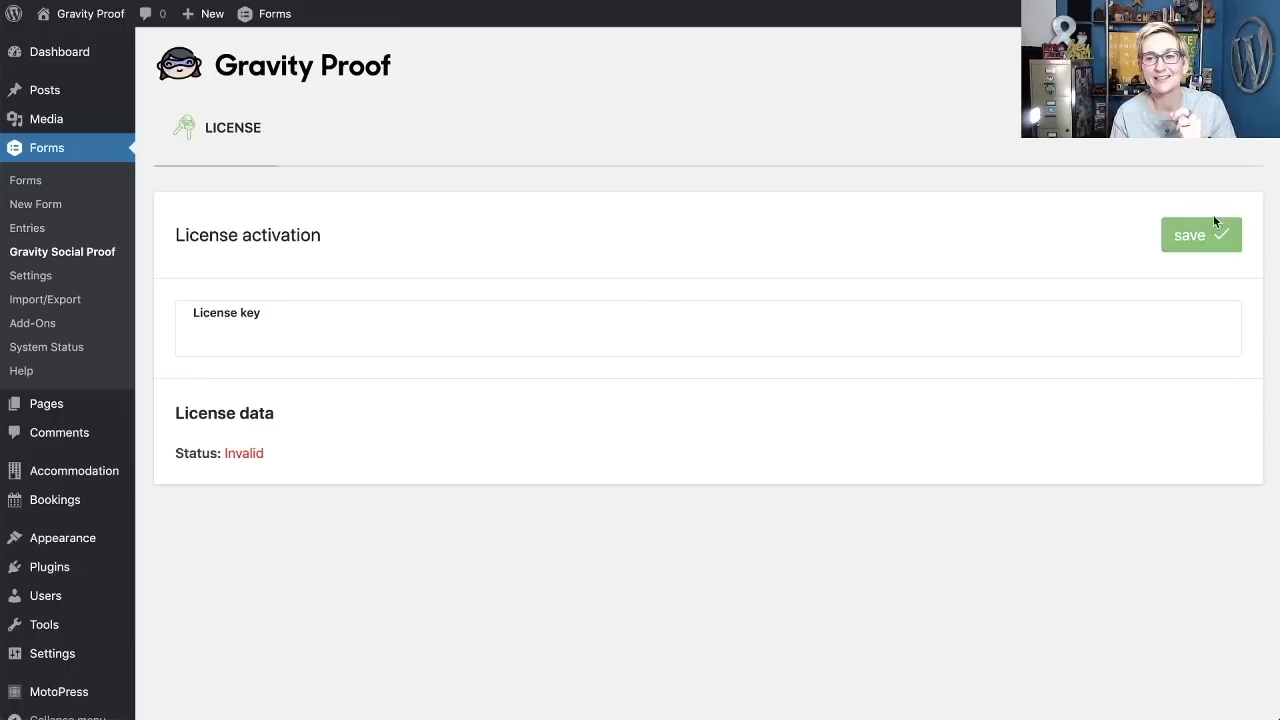 Gravity Proof
0
New
Forms
Dashboard
Posts
Media
Forms
Forms
New Form
Entries
Gravity Social Proof
Settings
Import/Export
Add-Ons
System Status
Help
Pages
Comments
Accommodation
Bookings
Appearance
Plugins
Users
Tools
Settings
MotoPress
Collapse menu
Gravity Proof
LICENSE
License activation
save
License key
License data
Status: Invalid